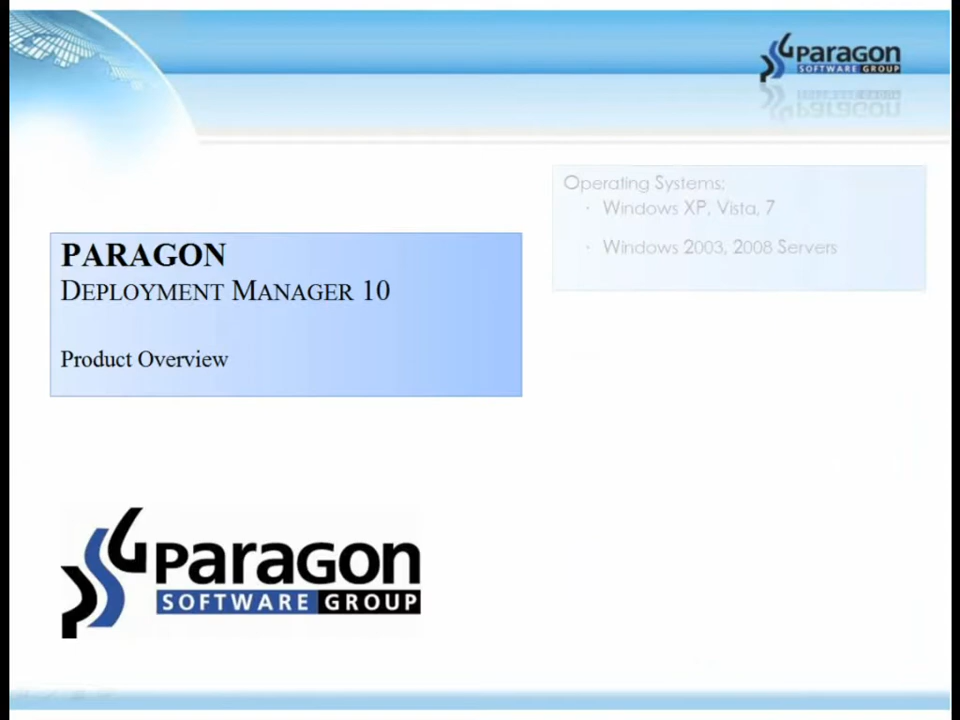 Paragon
SOFTWARE GROUP
Operating Systems:
· Windows XP, Vista, 7
· Windows 2003, 2008 Servers
PARAGON
DEPLOYMENT MANAGER 10
Product Overview
Paragon
SOFTWARE GROUP